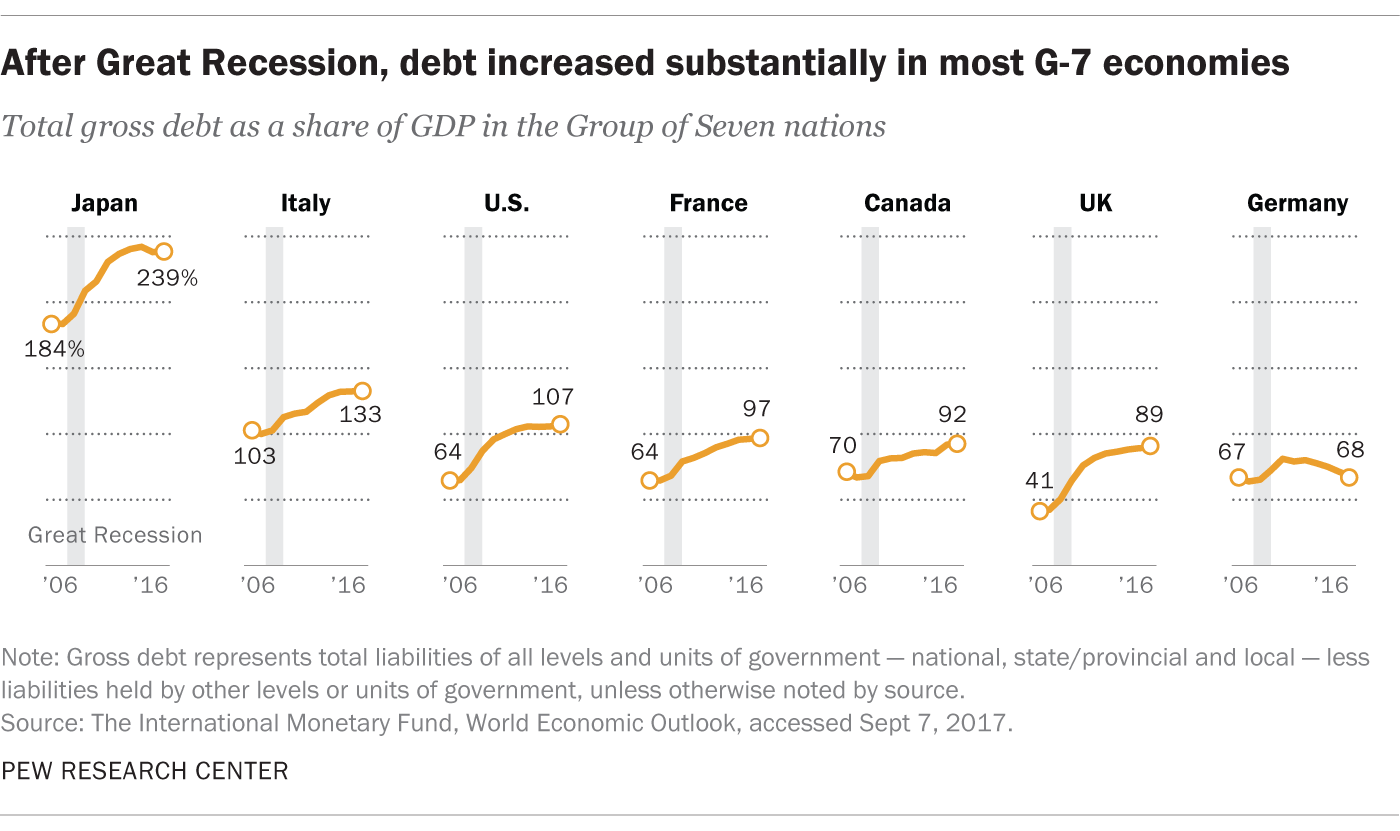 After Great Recession, debt increased substantially in most G-7 economies
Total gross debt as a share of GDP in the Group of Seven nations
Japan Italy U.S. France Canada UK Germany
239%
184%
133
103
107
64
97
64
92
70
89
41
67
68
Great Recession
’06 ’16 ’06 ’16 ’06 ’16 ’06 ’16 ’06 ’16 ’06 ’16 ’06 ’16
Note: Gross debt represents total liabilities of all levels and units of government — national, state/provincial and local — less
liabilities held by other levels or units of government, unless otherwise noted by source.
Source: The International Monetary Fund, World Economic Outlook, accessed Sept 7, 2017.
PEW RESEARCH CENTER